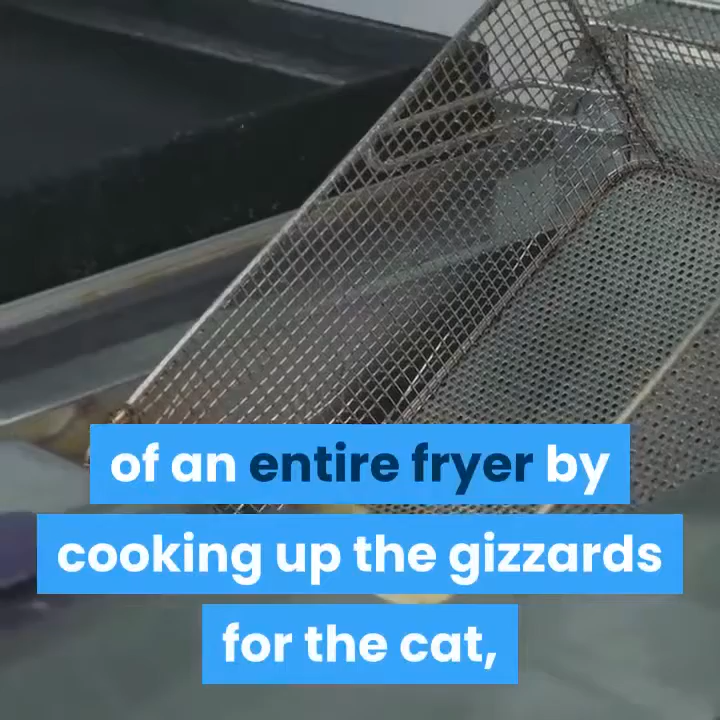 of an entire fryer by
cooking up the gizzards
for the cat,